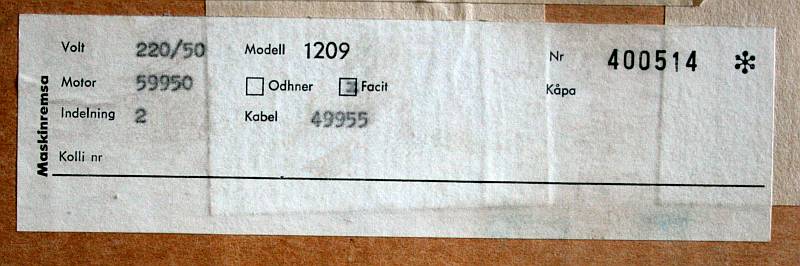 Maskinremsa
Volt 220/50 Modell 1209 Nr 400514 *
Motor 59950 Odhner Facit Kåpa
Indelning 2 Kabel 49955
Kolli nr